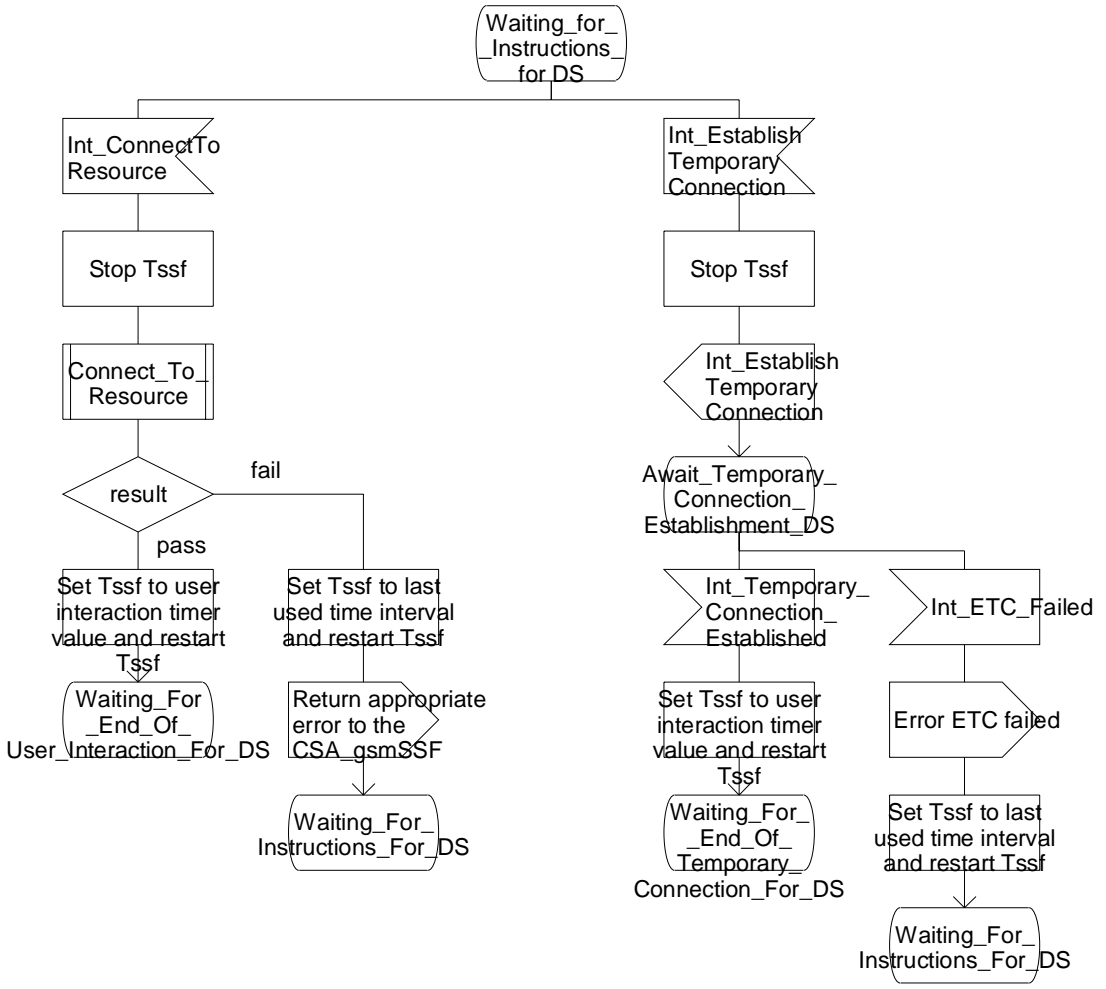 Waiting_for_
_Instructions_
for DS
Int_ConnectTo
Resource
Stop Tssf
Connect_To_
Resource
result
fail
pass
Set Tssf to user
interaction timer
value and restart
Tssf
Waiting_For
_End_Of_
User_Interaction_For_DS
Set Tssf to last
used time interval
and restart Tssf
Return appropriate
error to the
CSA_gsmSSF
Waiting_For_
Instructions_For_DS
Int_Establish
Temporary
Connection
Stop Tssf
Int_Establish
Temporary
Connection
Await_Temporary_
Connection_
Establishment_DS
Int_Temporary_
Connection_
Established
Set Tssf to user
interaction timer
value and restart
Tssf
Waiting_For_
_End_Of_
Temporary_
Connection_For_DS
Int_ETC_Failed
Error ETC failed
Set Tssf to last
used time interval
and restart Tssf
Waiting_For_
Instructions_For_DS